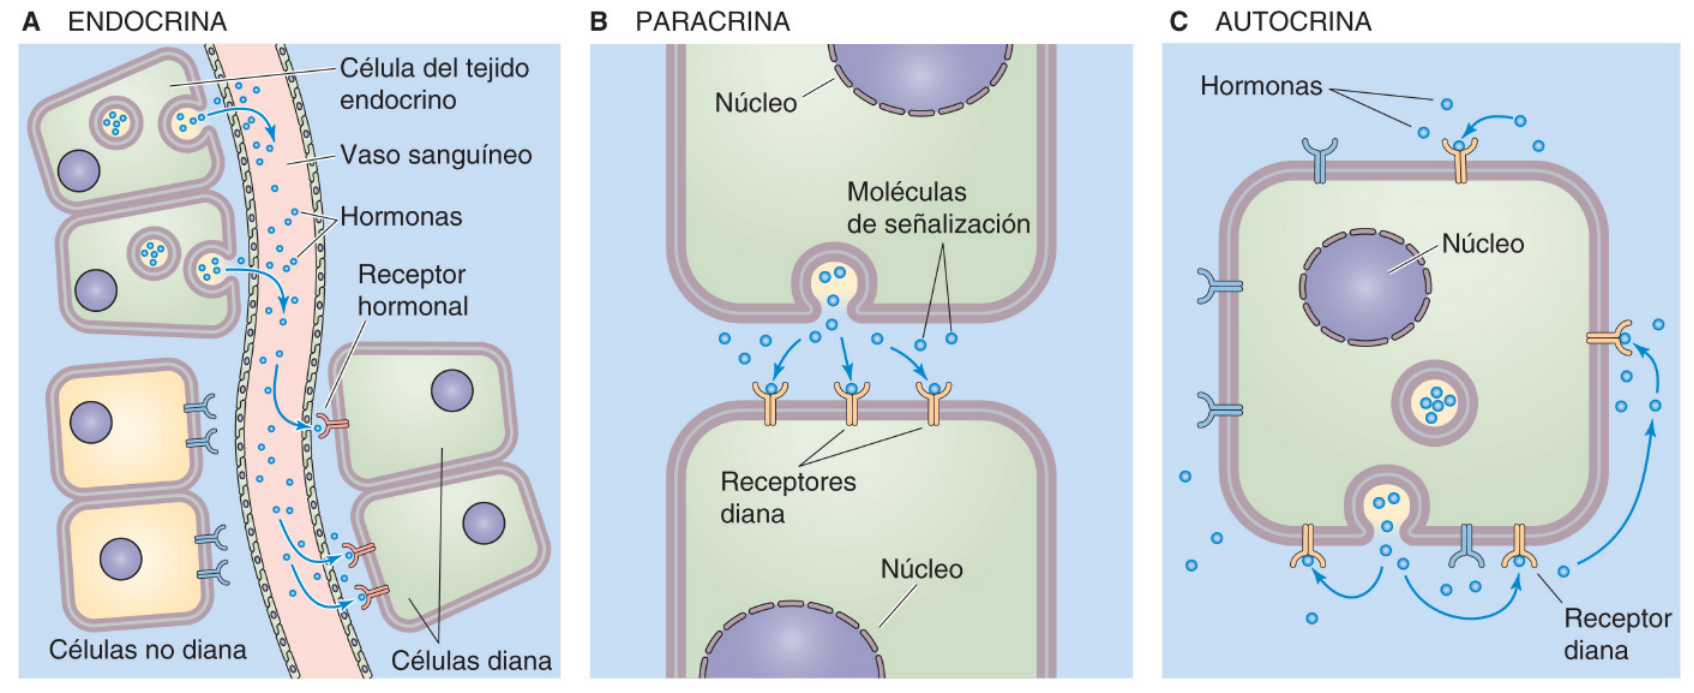 A ENDOCRINA
Célula del tejido
endocrino
Vaso sanguíneo
Hormonas
Receptor
hormonal
Células no diana
Células diana
B PARACRINA
Núcleo
Moléculas
de señalización
Receptores
diana
Núcleo
C AUTOCRINA
Hormonas
Núcleo
Receptor
diana